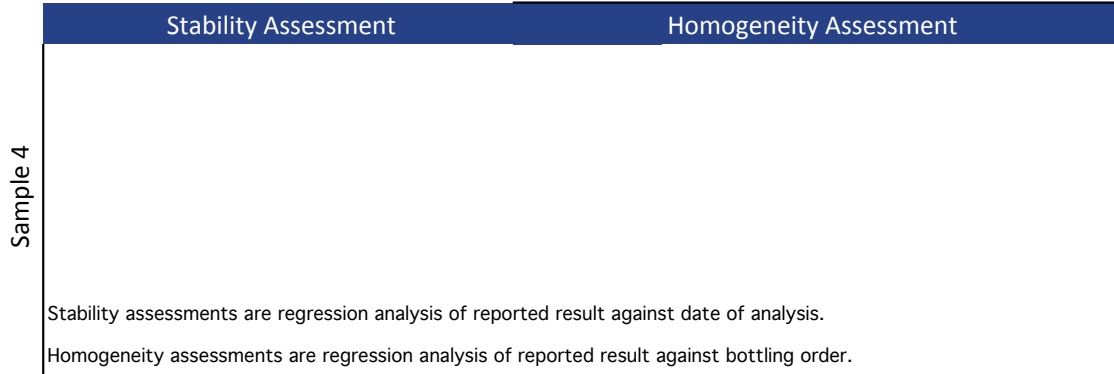 Stability Assessment
Homogeneity Assessment
Sample 4
Stability assessments are regression analysis of reported result against date of analysis.
Homogeneity assessments are regression analysis of reported result against bottling order.